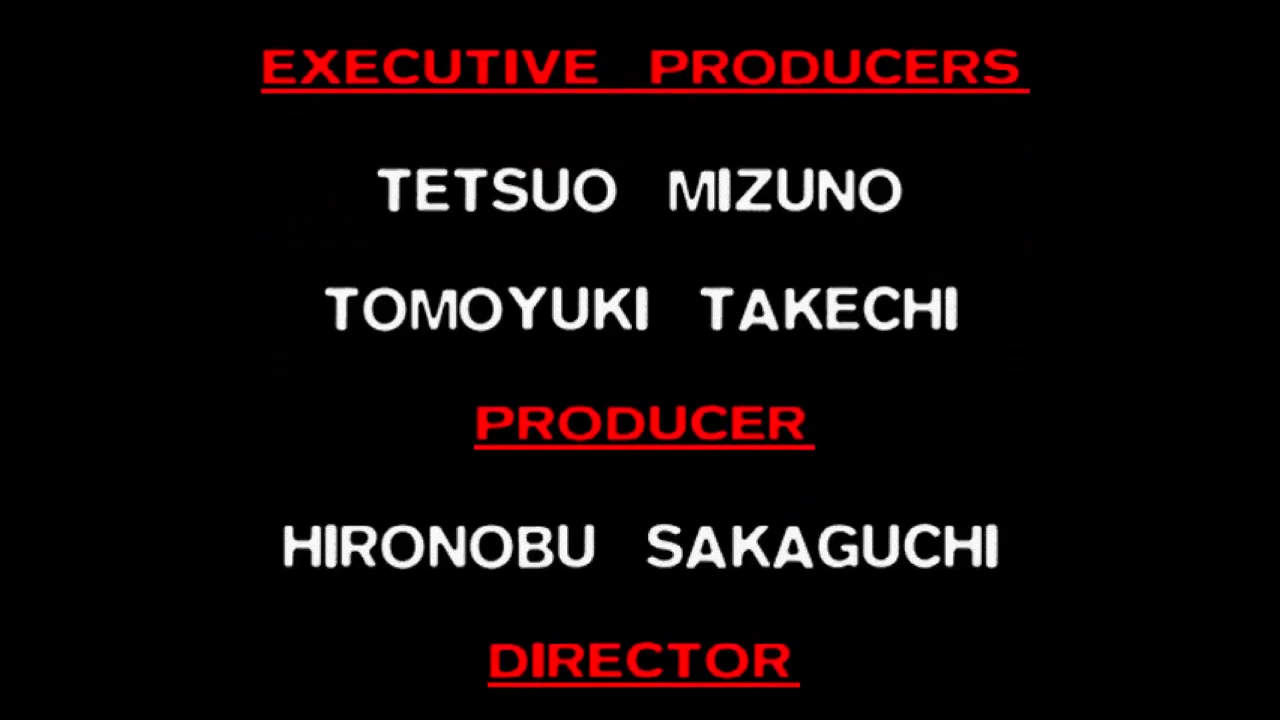 EXECUTIVE PRODUCERS
TETSUO MIZUNO
TOMOYUKI TAKECHI
PRODUCER
HIRONOBU SAKAGUCHI
DIRECTOR